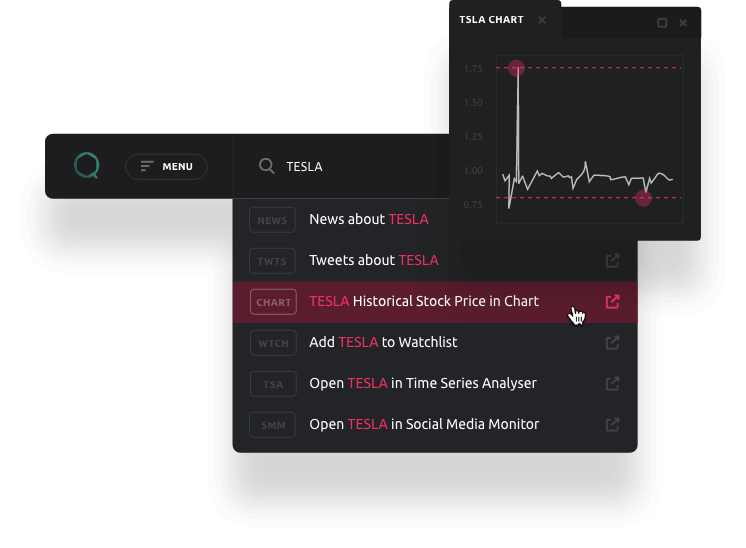 TSLA CHART
1.75
1.50
1.25
1.00
0.75
MENU
TESLA
NEWS News about TESLA
TWTS Tweets about TESLA
CHART TESLA Historical Stock Price in Chart
WTCH Add TESLA to Watchlist
TSA Open TESLA in Time Series Analyser
SMM Open TESLA in Social Media Monitor